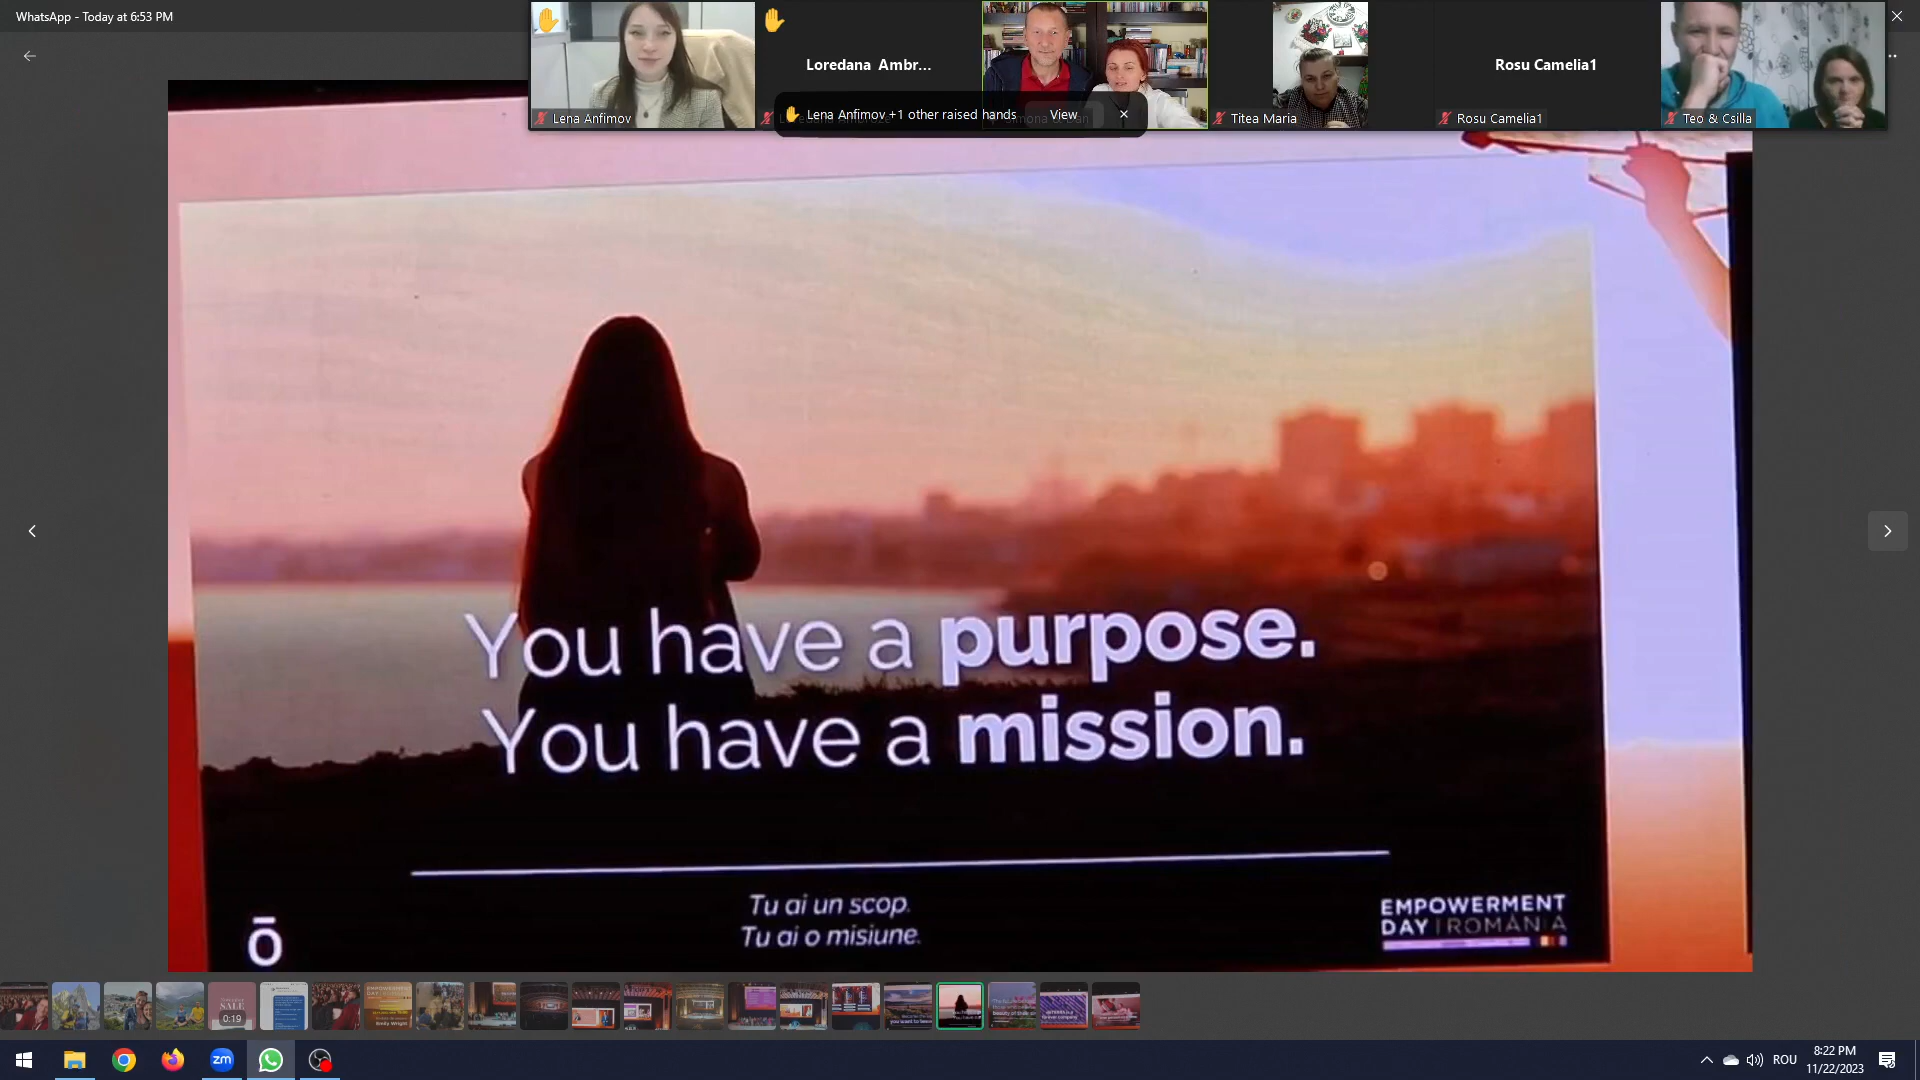 WhatsApp - Today at 6:53 PM
Loredana Ambr...
Rosu Camelia1
Lena Anfimov +1 other raised hands View
Lena Anfimov
Titea Maria
Rosu Camelia1
Teo & Csilla
You have a purpose.
You have a mission.
Tu ai un scop.
Tu ai o misiune.
ō
EMPOWERMENT
DAY | ROMÂNIA
SALE
0:19
zm
ROU
8:22 PM
11/22/2023